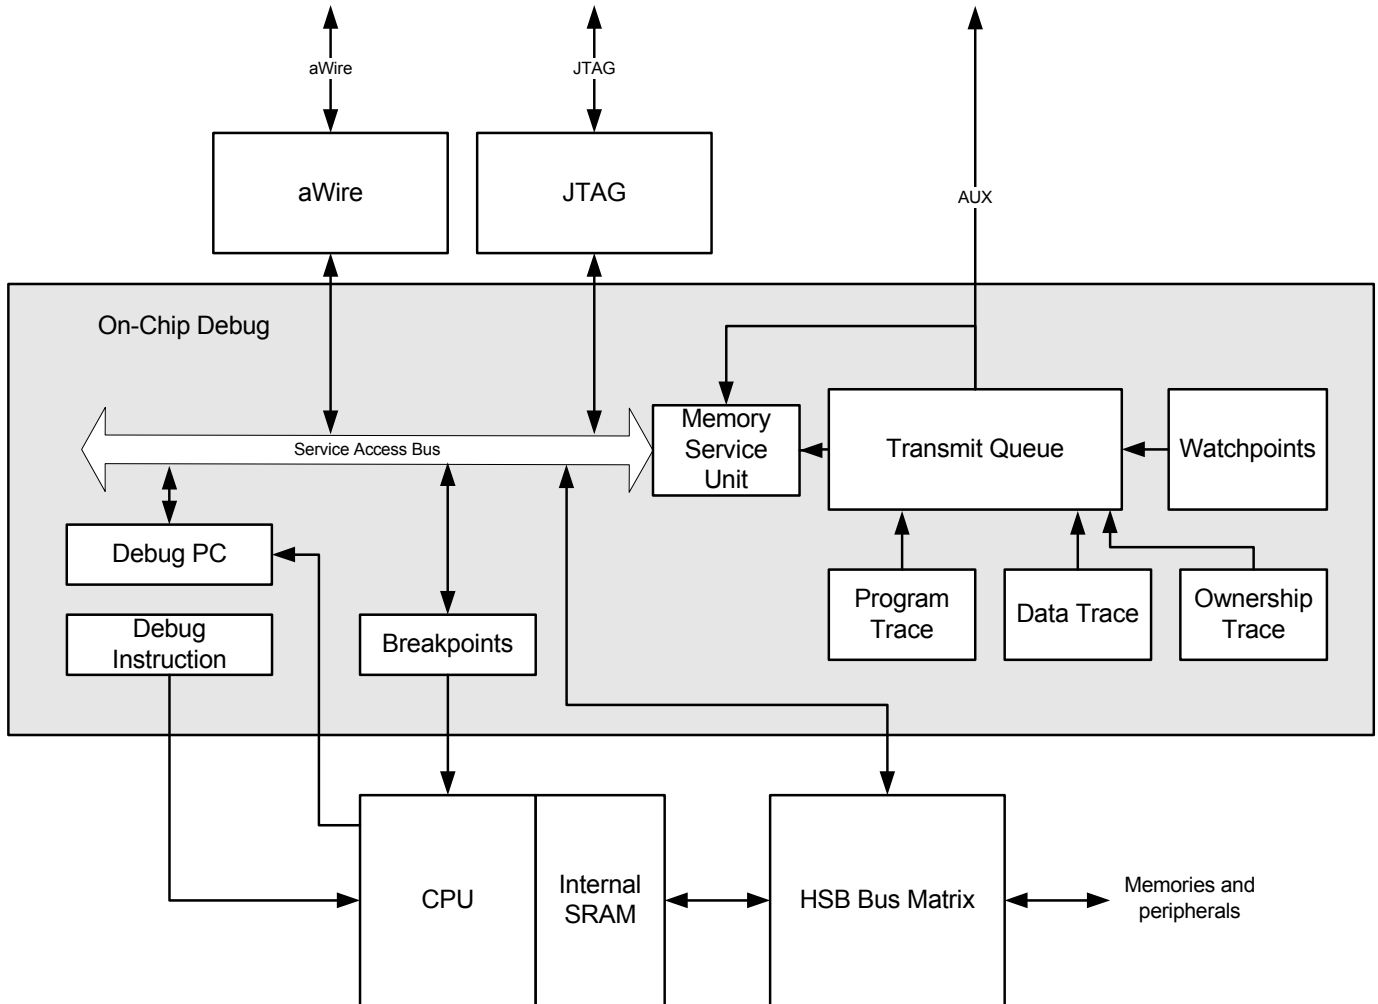 aWire
JTAG
aWire
JTAG
AUX
On-Chip Debug
Service Access Bus
Memory
Service
Unit
Transmit Queue
Watchpoints
Debug PC
Debug
Instruction
Breakpoints
Program
Trace
Data Trace
Ownership
Trace
CPU
Internal
SRAM
HSB Bus Matrix
Memories and
peripherals